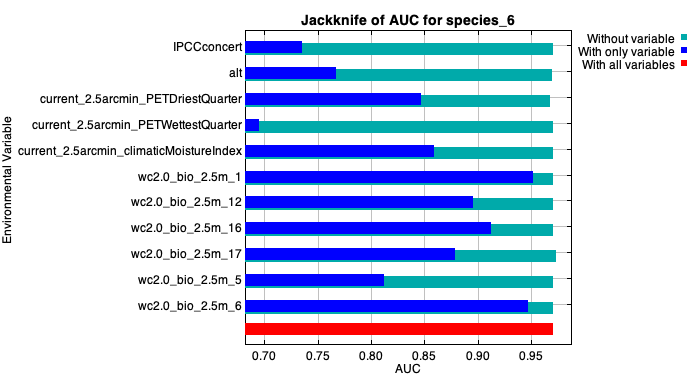 Jackknife of AUC for species_6
Without variable
With only variable
With all variables
Environmental Variable
IPCCconcert
alt
current_2.5arcmin_PETDriestQuarter
current_2.5arcmin_PETWettestQuarter
current_2.5arcmin_climaticMoistureIndex
wc2.0_bio_2.5m_1
wc2.0_bio_2.5m_12
wc2.0_bio_2.5m_16
wc2.0_bio_2.5m_17
wc2.0_bio_2.5m_5
wc2.0_bio_2.5m_6
0.70 0.75 0.80 0.85 0.90 0.95
AUC